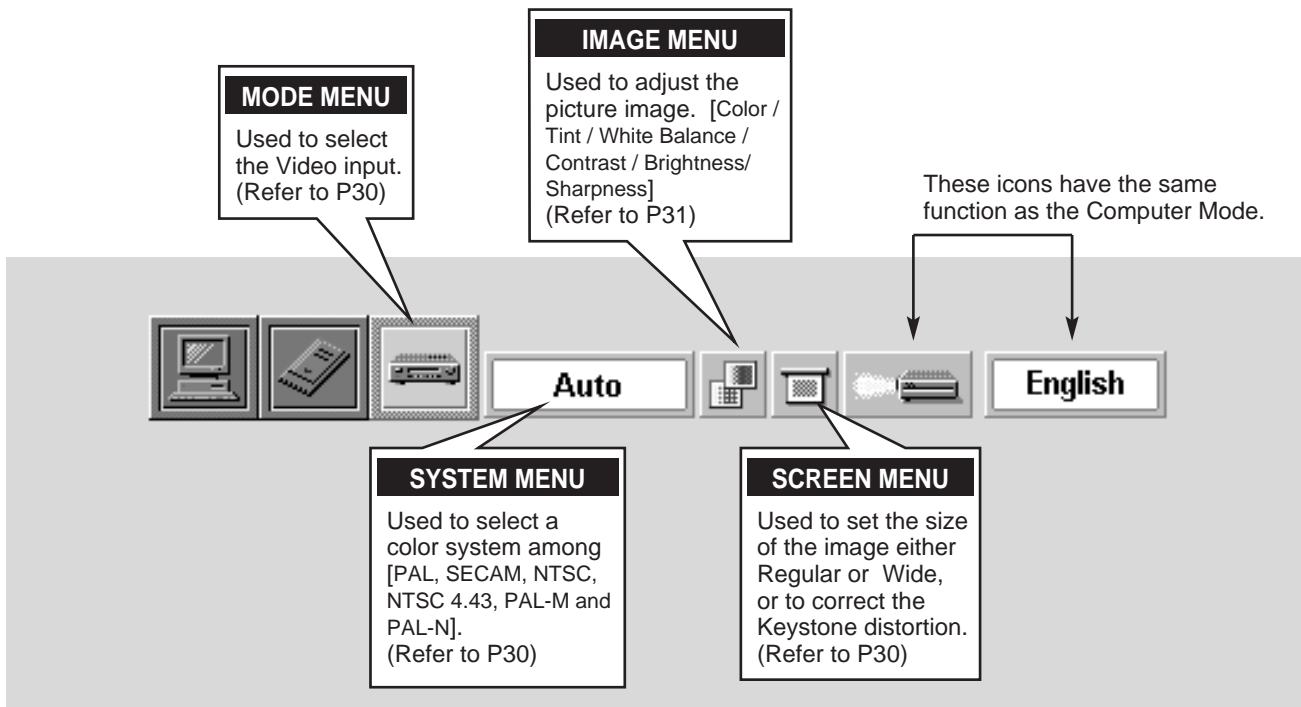 IMAGE MENU
Used to adjust the
picture image. [Color /
Tint / White Balance /
Contrast / Brightness/
Sharpness]
(Refer to P31)
MODE MENU
Used to select
the Video input.
(Refer to P30)
These icons have the same
function as the Computer Mode.
Auto
English
SYSTEM MENU
Used to select a
color system among
[PAL, SECAM, NTSC,
NTSC 4.43, PAL-M and
PAL-N].
(Refer to P30)
SCREEN MENU
Used to set the size
of the image either
Regular or Wide,
or to correct the
Keystone distortion.
(Refer to P30)